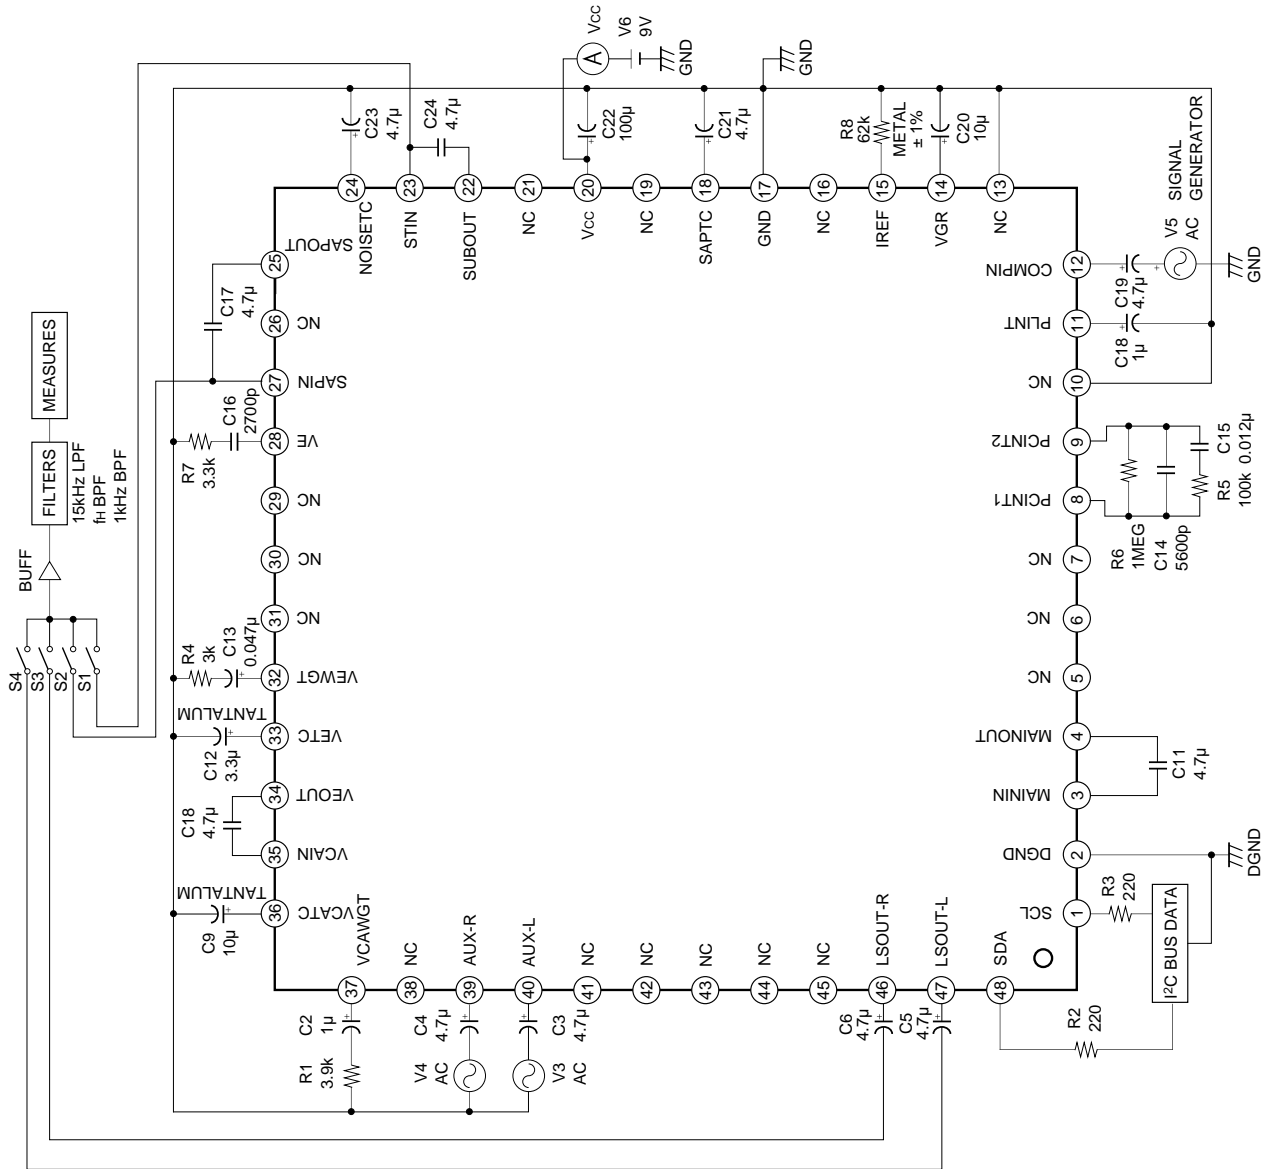 S4
S3
S2
S1
BUFF
FILTERS
15kHz LPF
fH BPF
1kHz BPF
MEASURES
A
VCC
V6
9V
GND
GND
C23
4.7µ
C24
4.7µ
C22
100µ
C21
4.7µ
R8
62k
METAL
± 1%
C20
10µ
24
23
22
21
20
19
18
17
16
15
14
13
NOISETC
STIN
SUBOUT
NC
VCC
NC
SAPTC
GND
NC
IREF
VGR
NC
SIGNAL
GENERATOR
V5
AC
C19
4.7µ
GND
C18
1µ
COMPIN
12
PLINT
11
NC
10
PCINT2
9
PCINT1
8
NC
7
NC
6
NC
5
MAINOUT
4
MAININ
3
DGND
2
SCL
1
R6
1MEG
C14
5600p
R5
100k
C15
0.012µ
C11
4.7µ
DGND
R3
220
I2C BUS DATA
R2
220
SAPOUT
25
NC
26
SAPIN
27
VE
28
NC
29
NC
30
NC
31
VEWGT
32
VETC
33
VEOUT
34
VCAIN
35
VCATC
36
C17
4.7µ
C16
2700p
R7
3.3k
R4
3k
C13
0.047µ
TANTALUM
C12
3.3µ
C18
4.7µ
TANTALUM
C9
10µ
VCAWGT
NC
AUX-R
AUX-L
NC
NC
NC
NC
NC
LSOUT-R
LSOUT-L
SDA
37
38
39
40
41
42
43
44
45
46
47
48
R1
3.9k
C2
1µ
V4
AC
C4
4.7µ
V3
AC
C3
4.7µ
C6
4.7µ
C5
4.7µ